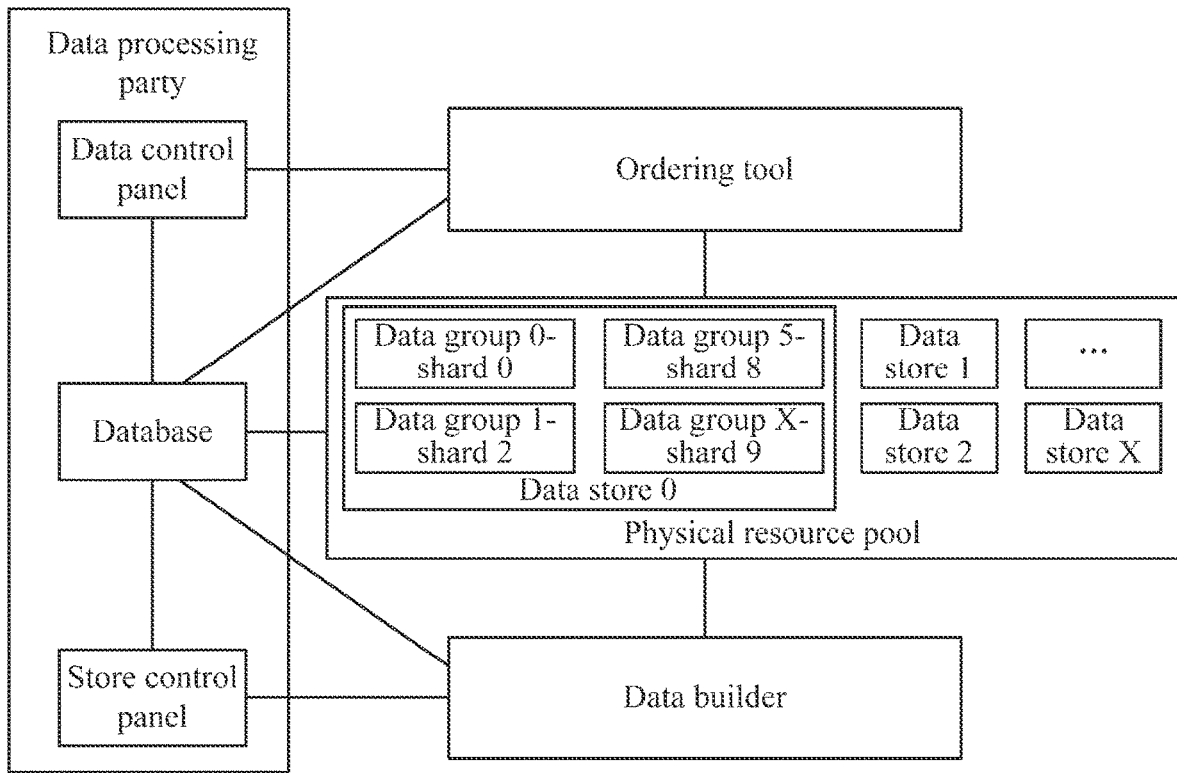 Data processing
party
Data control
panel
Ordering tool
Data group 0-
shard 0
Data group 5-
shard 8
Data
store 1
...
Database
Data group 1-
shard 2
Data group X-
shard 9
Data
store 2
Data
store X
Data store 0
Physical resource pool
Store control
panel
Data builder